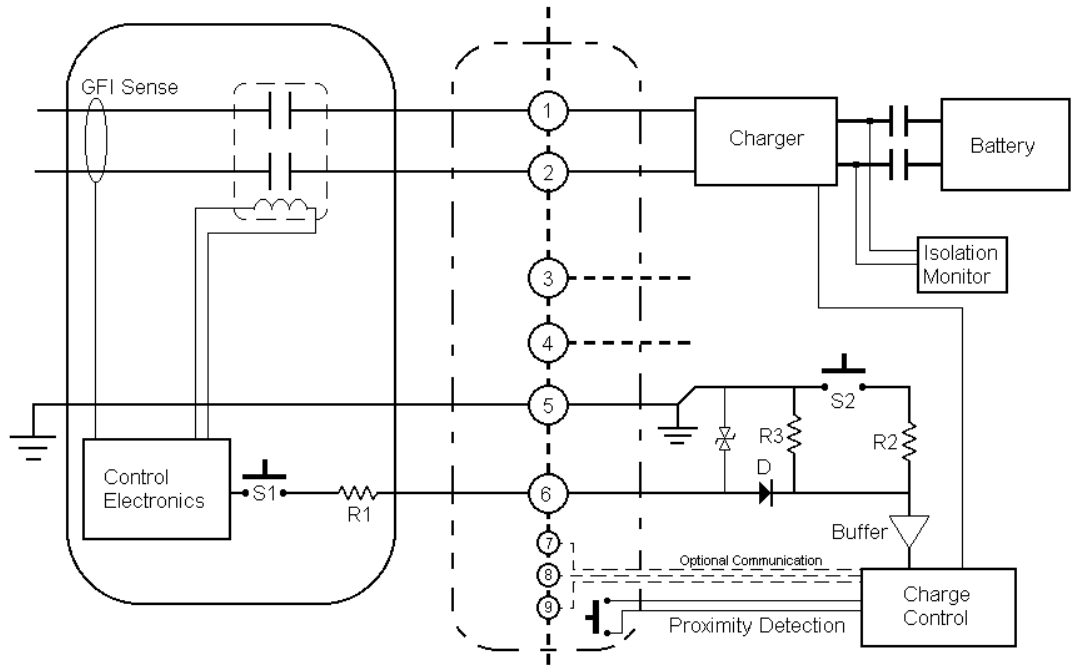 GFI Sense
1
Charger
Battery
2
Isolation
Monitor
3
4
5
S2
R3
R2
D
Control
Electronics
S1
R1
6
Buffer
7
Optional Communication
8
9
Charge
Control
Proximity Detection